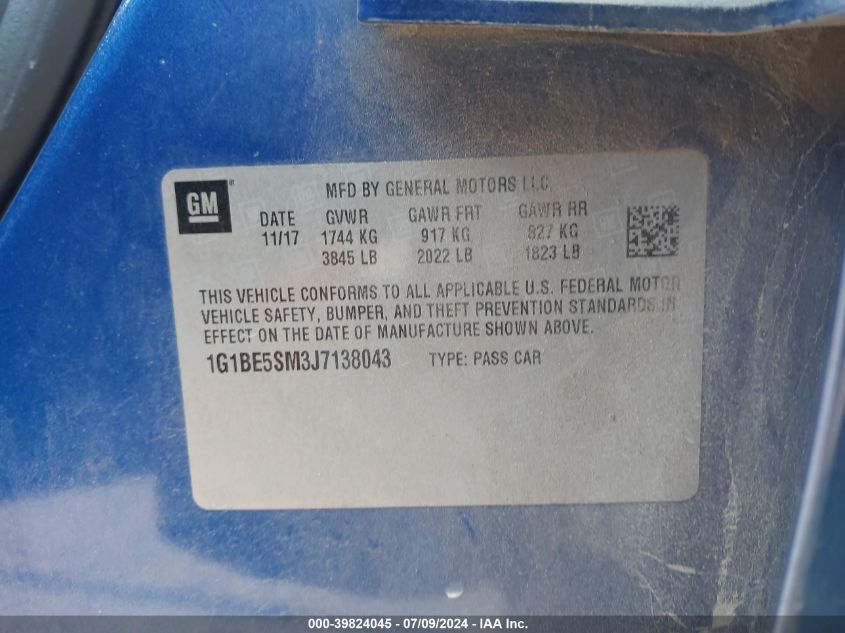 GM
MFD BY GENERAL MOTORS LLC
DATE GVWR GAWR FRT GAWR RR
11/17 1744 KG 917 KG 827 KG
3845 LB 2022 LB 1823 LB
THIS VEHICLE CONFORMS TO ALL APPLICABLE U.S. FEDERAL MOTOR
VEHICLE SAFETY, BUMPER, AND THEFT PREVENTION STANDARDS IN
EFFECT ON THE DATE OF MANUFACTURE SHOWN ABOVE.
1G1BE5SM3J7138043 TYPE: PASS CAR
000-39824045 - 07/09/2024 - IAA Inc.